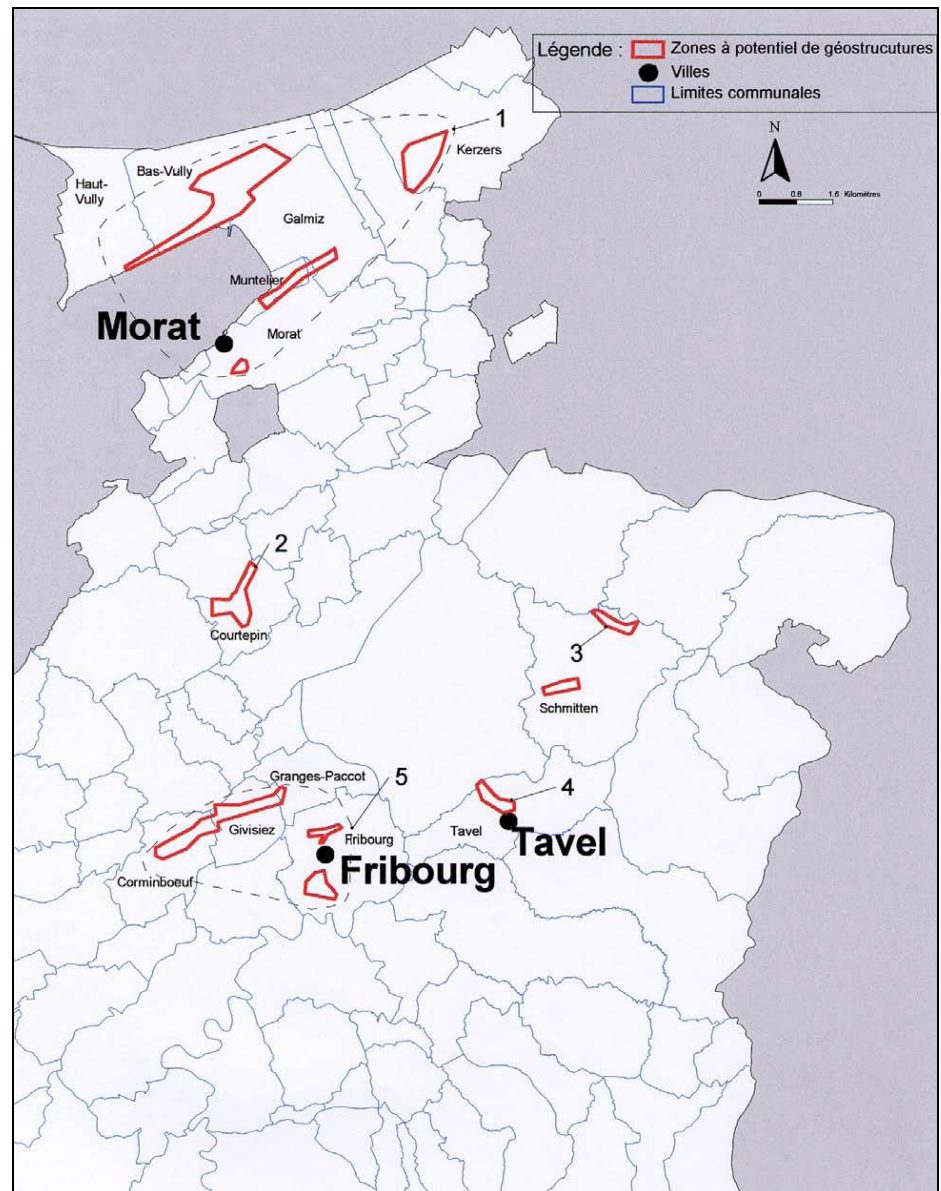 Légende :
Zones à potentiel de géostrucutures
Villes
Limites communales
1
Kerzers
N
0 0.8 1.6 Kilomètres
Bas-Vully
Haut-
Vully
Galmiz
Muntelier
Morat
Morat
2
Courtepin
3
Schmitten
Granges-Paccot
5
4
Givisiez
Fribourg
Tavel
Tavel
Fribourg
Corminboeuf